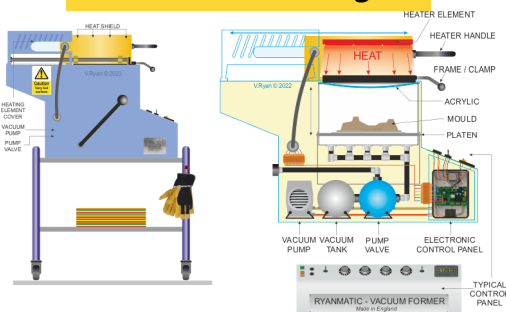 HEAT SHIELD
V.Ryan © 2022
Caution
HEATING
ELEMENT
COVER
VACUUM
PUMP
PUMP
VALVE
HEATER ELEMENT
HEATER HANDLE
HEAT
FRAME / CLAMP
V.Ryan © 2022
ACRYLIC
MOULD
PLATEN
VACUUM
PUMP
VACUUM
TANK
PUMP
VALVE
ELECTRONIC
CONTROL PANEL
TYPICAL
CONTROL
PANEL
RYANMATIC - VACUUM FORMER
Made in England